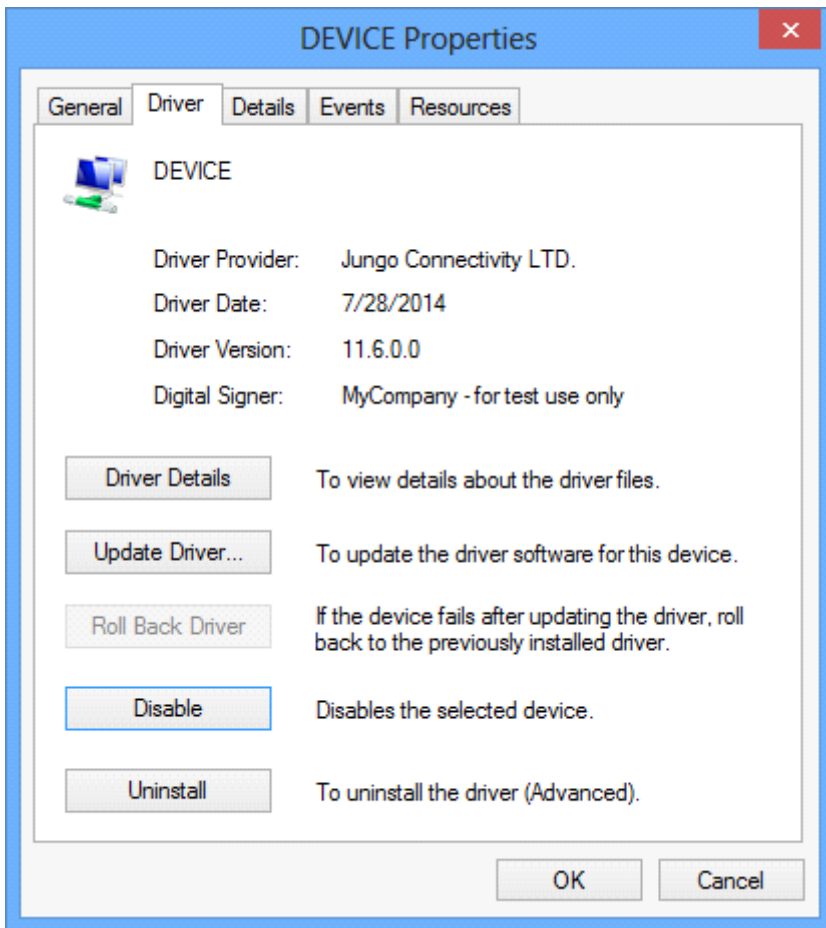 DEVICE Properties
×
General Driver Details Events Resources
DEVICE
Driver Provider: Jungo Connectivity LTD.
Driver Date: 7/28/2014
Driver Version: 11.6.0.0
Digital Signer: MyCompany - for test use only
Driver Details To view details about the driver files.
Update Driver... To update the driver software for this device.
Roll Back Driver If the device fails after updating the driver, roll
back to the previously installed driver.
Disable Disables the selected device.
Uninstall To uninstall the driver (Advanced).
OK Cancel